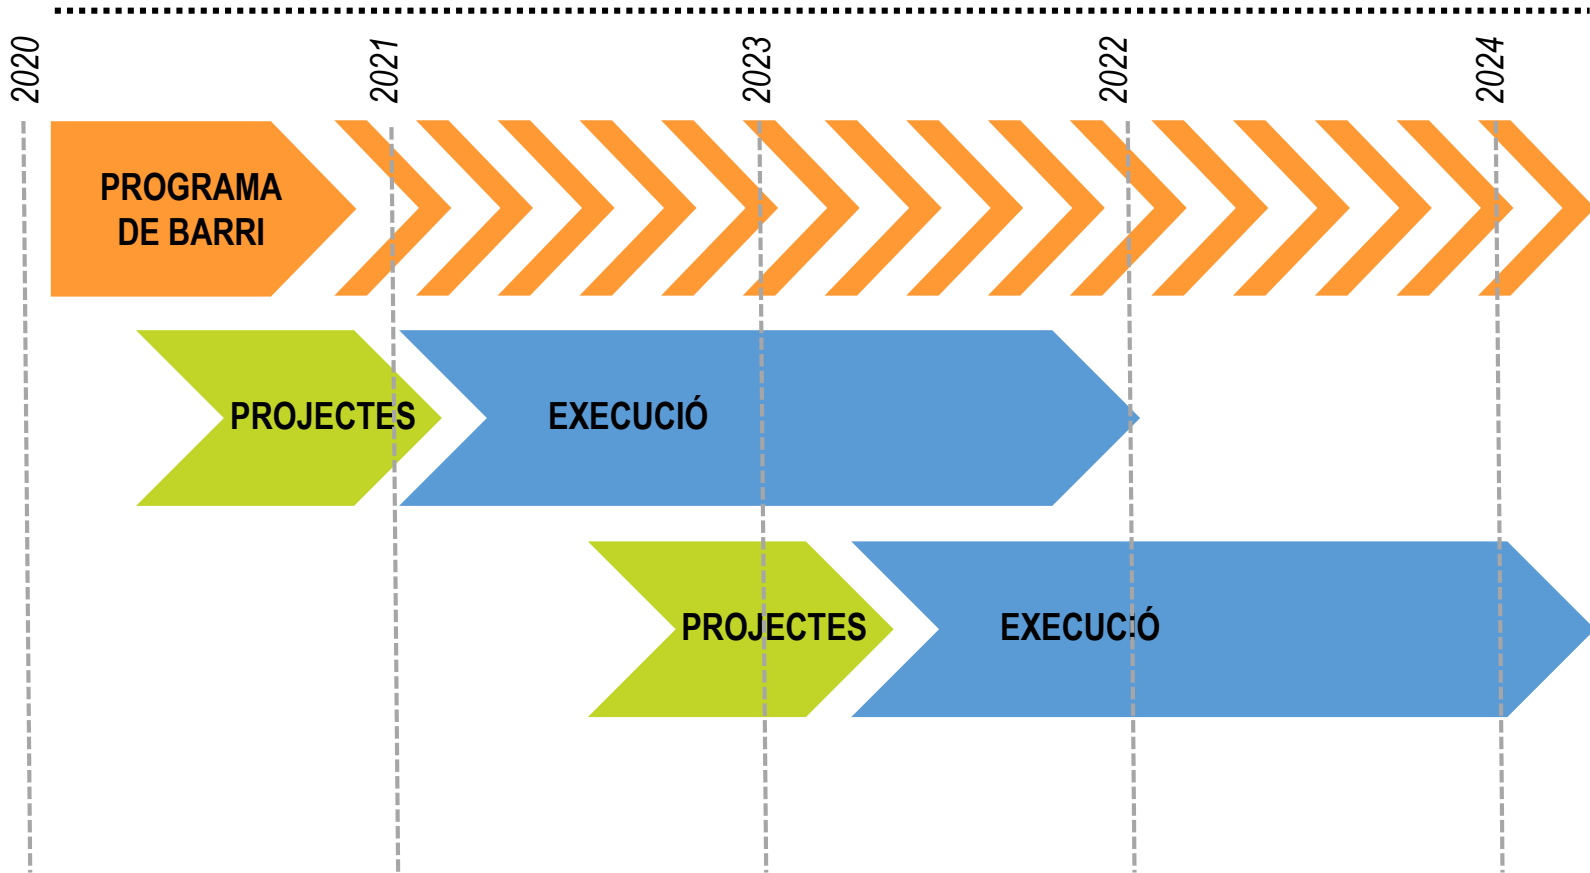 2020
2021
2023
2022
2024
PROGRAMA
DE BARRI
PROJECTES
EXECUCIÓ
PROJECTES
EXECUCIÓ